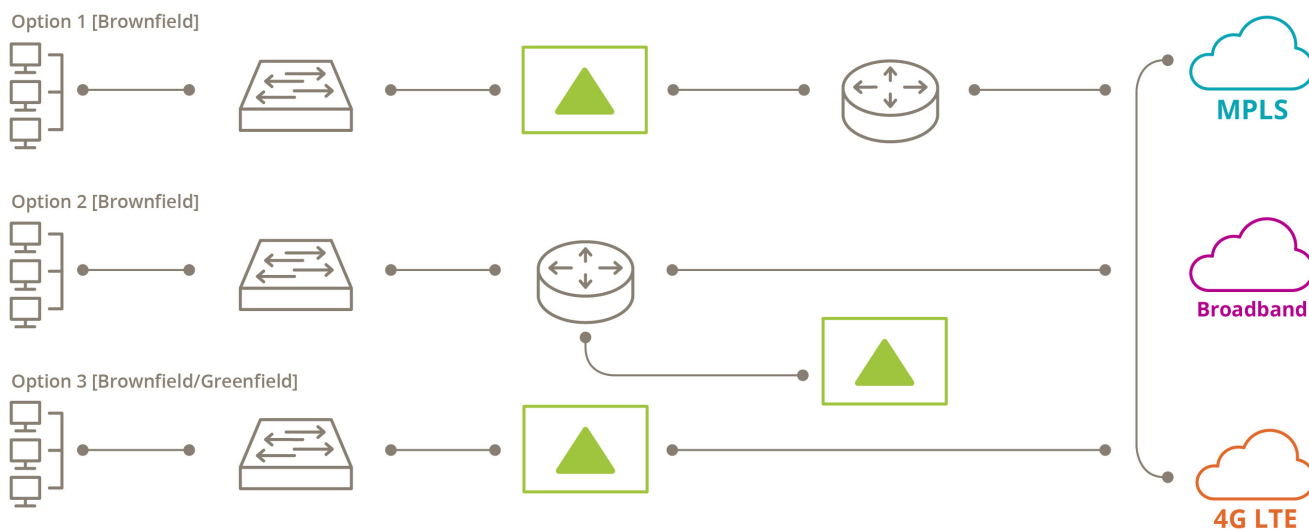 Option 1 [Brownfield]
MPLS
Option 2 [Brownfield]
Broadband
Option 3 [Brownfield/Greenfield]
4G LTE